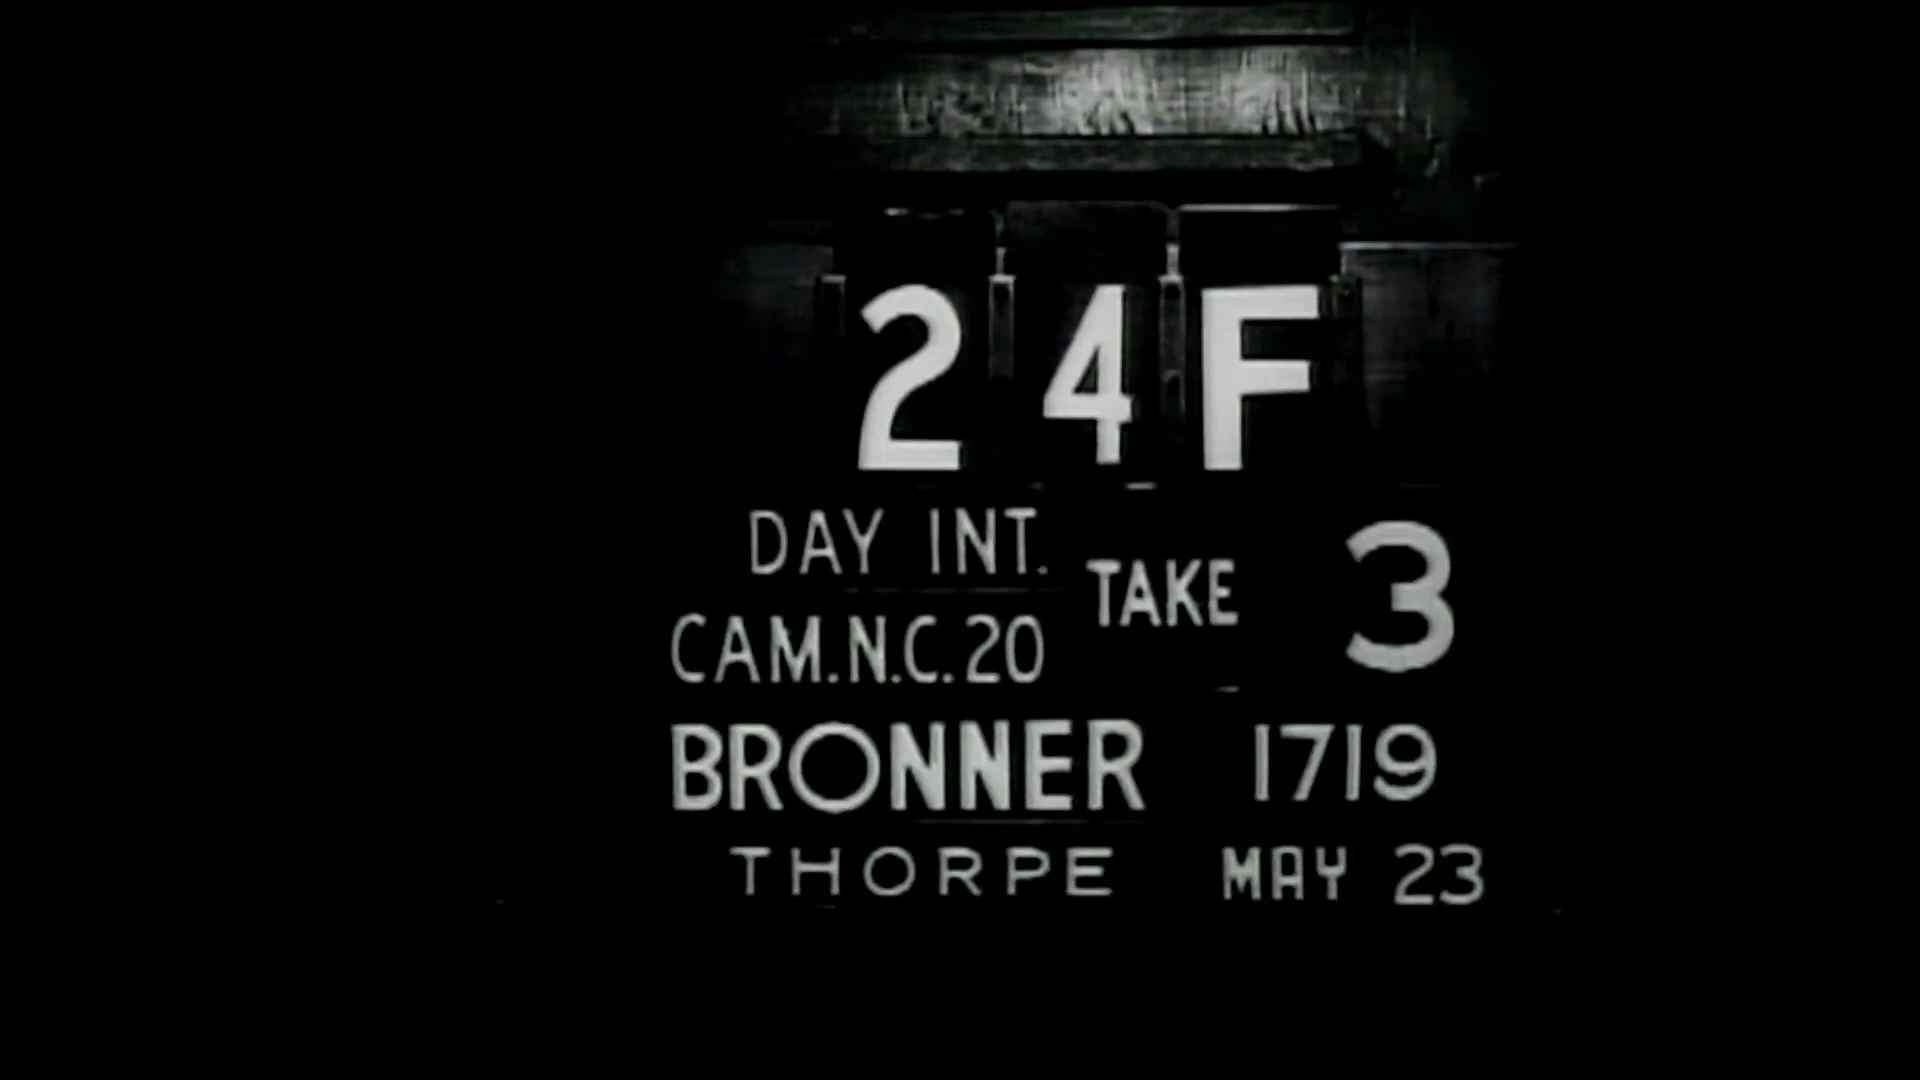 24F
DAY INT.
TAKE 3
CAM.N.C.20
BRONNER 1719
THORPE MAY 23